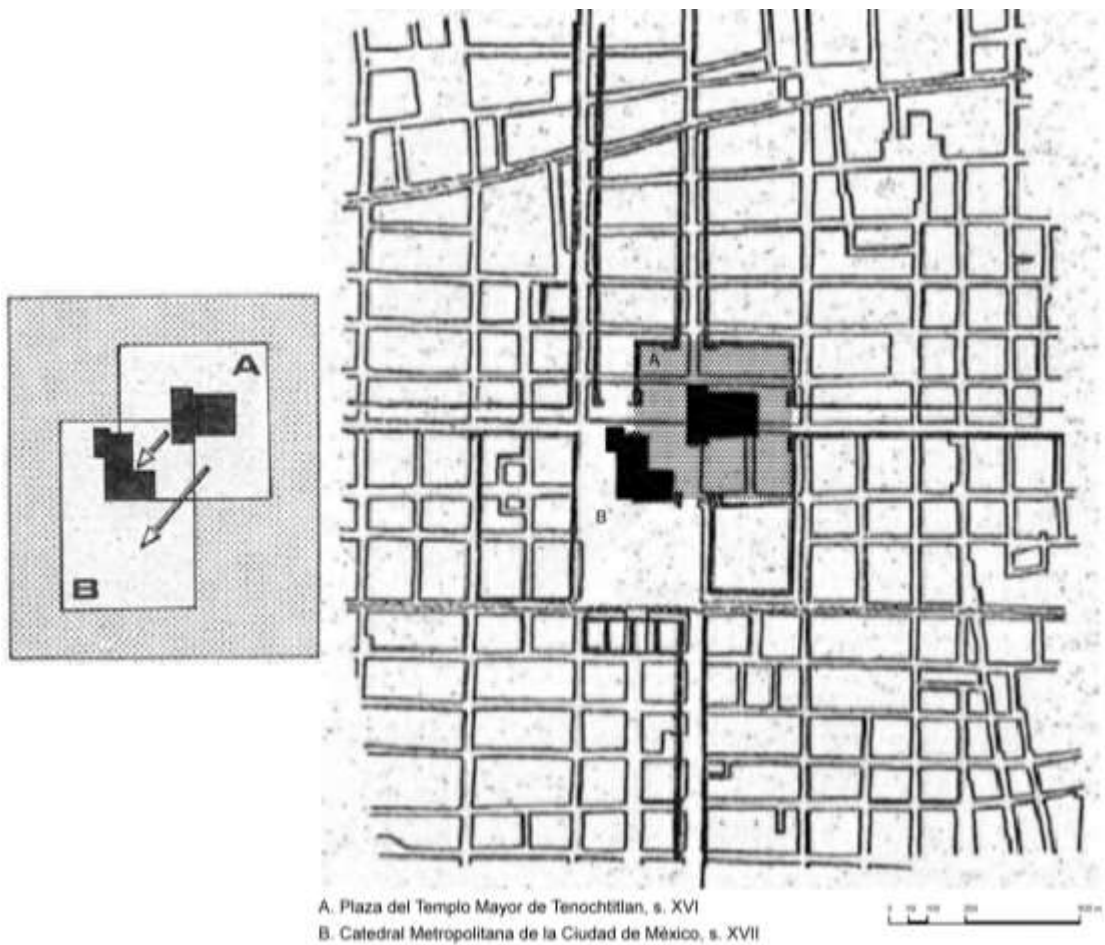 A
B
A
B
A. Plaza del Templo Mayor de Tenochtitlan, s. XVI
B. Catedral Metropolitana de la Ciudad de México, s. XVII